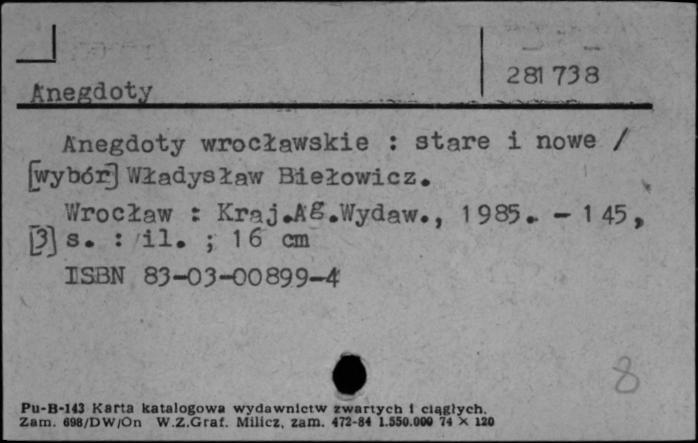 281738
Anegdoty
Anegdoty wrocławskie : stare i nowe /
[wybór] Władysław Biełowicz.
Wrocław : Kraj.Ag.Wydaw., 1985. - 145,
[3] s. : il. ; 16 cm
ISBN 83-03-00899-4
8
Pu-B-143 Karta katalogowa wydawnictw zwartych i ciągłych.
Zam. 698/DW/On W.Z.Graf. Milicz, zam. 472-84 1.550.000 74 × 120